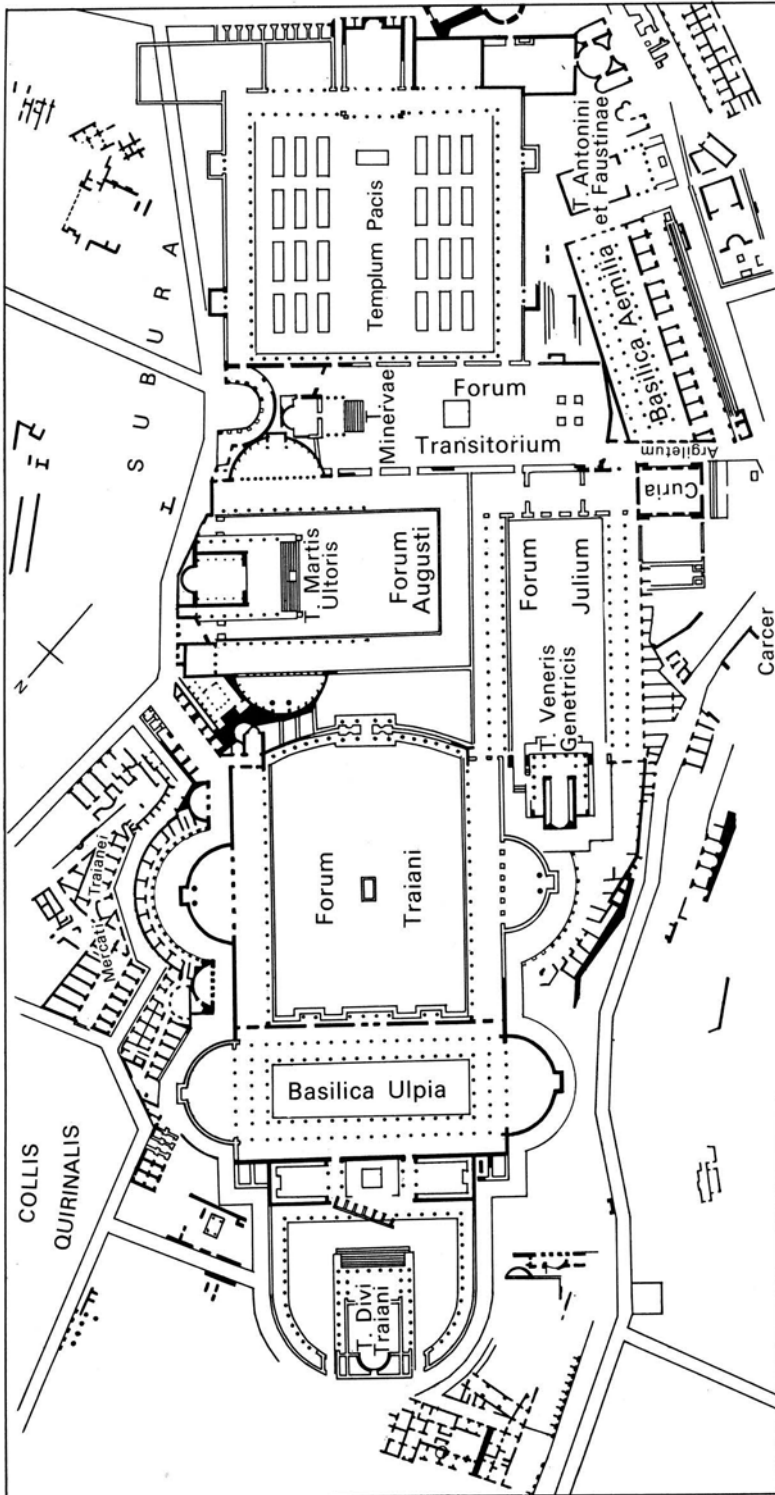 SUBURA
Templum Pacis
T. Antonini
et Faustinae
Basilica Aemilia
T.
Minervae
Forum
Transitorium
Argiletum
Curia
T. Martis
Ultoris
Forum
Augusti
Forum
Julium
T. Veneris
Genetricis
Carcer
N
Mercati Traianei
Forum
Traiani
Basilica Ulpia
COLLIS
QUIRINALIS
T. Divi
Traiani